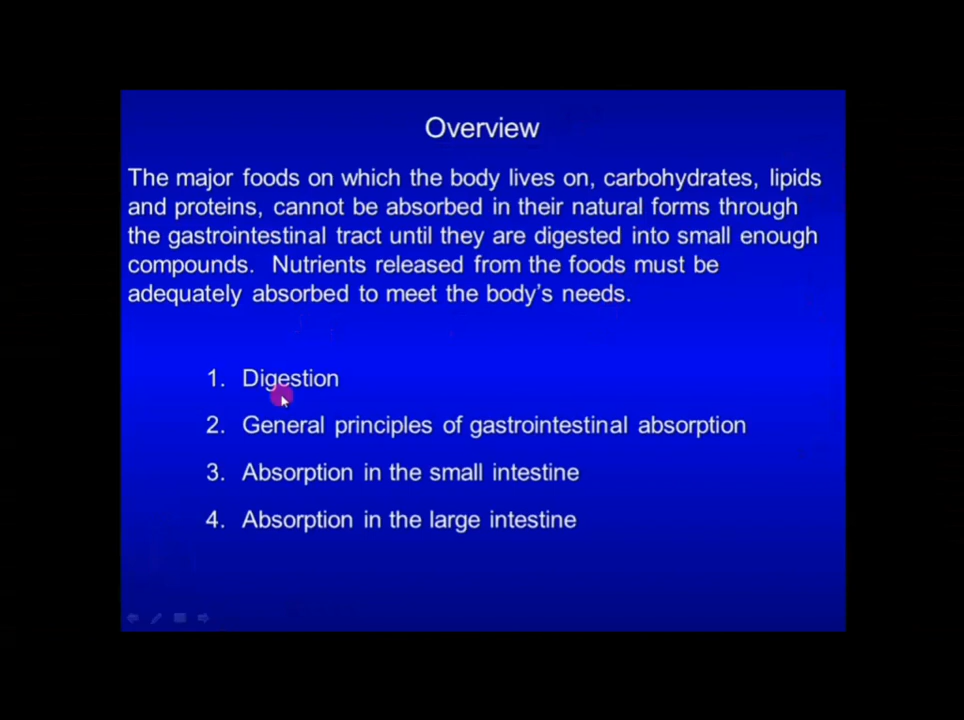 Overview
The major foods on which the body lives on, carbohydrates, lipids
and proteins, cannot be absorbed in their natural forms through
the gastrointestinal tract until they are digested into small enough
compounds.  Nutrients released from the foods must be
adequately absorbed to meet the body's needs.
1. Digestion
2. General principles of gastrointestinal absorption
3. Absorption in the small intestine
4. Absorption in the large intestine